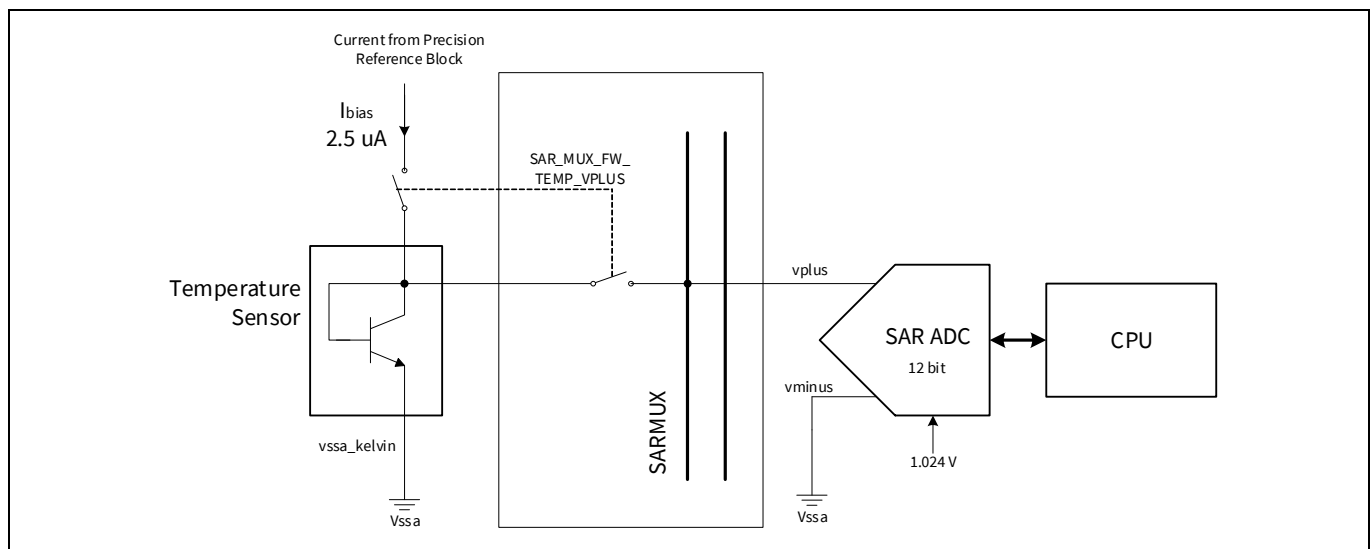 Current from Precision
Reference Block
Ibias
2.5 uA
SAR_MUX_FW_
TEMP_VPLUS
Temperature
Sensor
vplus
SAR ADC
12 bit
CPU
vminus
SARMUX
vssa_kelvin
1.024 V
Vssa
Vssa